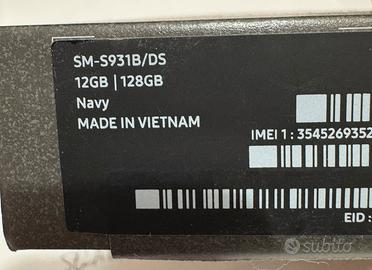 SM-S931B/DS
12GB | 128GB
Navy
MADE IN VIETNAM
IMEI 1 : 3545269352
EID :
subito